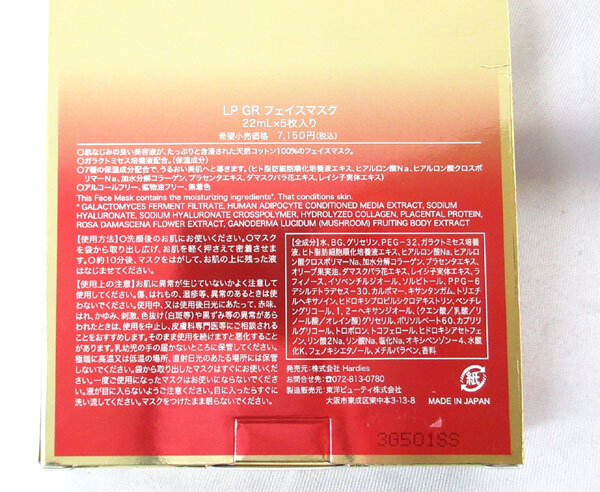 LP GR フェイスマスク
22mL×5枚入り
希望小売価格 7,150円(税込)
○肌なじみの良い美容液が、たっぷりと含浸された天然コットン100%のフェイスマスク。
○ガラクトミセス培養液配合。(保湿成分)
○7種の保湿成分配合で、うるおい美肌へと導きます。(ヒト脂肪細胞順化培養液エキス、ヒアルロン酸Na、ヒアルロン酸クロスポ
リマーNa、加水分解コラーゲン、プラセンタエキス、ダマスクバラ花エキス、レイシ子実体エキス)
○アルコールフリー、鉱物油フリー、無着色
This Face Mask contains the moisturizing ingredients*. That conditions skin.
* GALACTOMYCES FERMENT FILTRATE, HUMAN ADIPOCYTE CONDITIONED MEDIA EXTRACT, SODIUM
HYALURONATE, SODIUM HYALURONATE CROSSPOLYMER, HYDROLYZED COLLAGEN, PLACENTAL PROTEIN,
ROSA DAMASCENA FLOWER EXTRACT, GANODERMA LUCIDUM (MUSHROOM) FRUITING BODY EXTRACT
【使用方法】○洗顔後のお肌にお使いください。○マスク
を袋から取り出し広げ、お肌を軽く押さえて密着させま
す。○約10分後、マスクをはがして、お肌の上に残った液
はなじませてください。
【使用上の注意】お肌に異常が生じていないかよく注意して
使用してください。傷、はれもの、湿疹等、異常のあるときは使
わないでください。使用中、又は使用後日光にあたって、赤味、
はれ、かゆみ、刺激、色抜け(白斑等)や黒ずみ等の異常があら
われたときは、使用を中止し、皮膚科専門医等にご相談される
ことをおすすめします。そのまま使用を続けますと悪化すること
があります。乳幼児の手の届かないところに保管してください。
極端に高温又は低温の場所、直射日光のあたる場所には保管
しないでください。袋から取り出したマスクはすぐにお使いくだ
さい。一度ご使用になったマスクはお使いにならないでくださ
い。液が目に入らないようご注意ください。目に入ったらすぐに
洗い流してください。マスクをつけたまま眠らないでください。
【全成分】水、BG、グリセリン、PEG-32、ガラクトミセス培養
液、ヒト脂肪細胞順化培養液エキス、ヒアルロン酸Na、ヒアルロ
ン酸クロスポリマーNa、加水分解コラーゲン、プラセンタエキス、
オリーブ果実油、ダマスクバラ花エキス、レイシ子実体エキス、ラ
フィノース、イソペンチルジオール、ソルビトール、PPG-6
デシルテトラデセス-30、カルボマー、キサンタンガム、トリエチ
ルヘキサノイン、ヒドロキシプロピルシクロデキストリン、ペンチレ
ングリコール、1,2-ヘキサンジオール、(クエン酸/乳酸/リ
ノール酸/オレイン酸)グリセリル、ポリソルベート60、カプリリ
ルグリコール、トロポロン、トコフェロール、ヒドロキシアセトフェ
ノン、リン酸2Na、リン酸Na、塩化Na、オキシベンゾン-4、水酸
化K、フェノキシエタノール、メチルパラベン、香料
発売元:株式会社 Hardies
お問合せ先:☎072-813-0780
製造販売元:東洋ビューティ株式会社
大阪市東成区東中本3-13-8
紙
MADE IN JAPAN
3G501SS